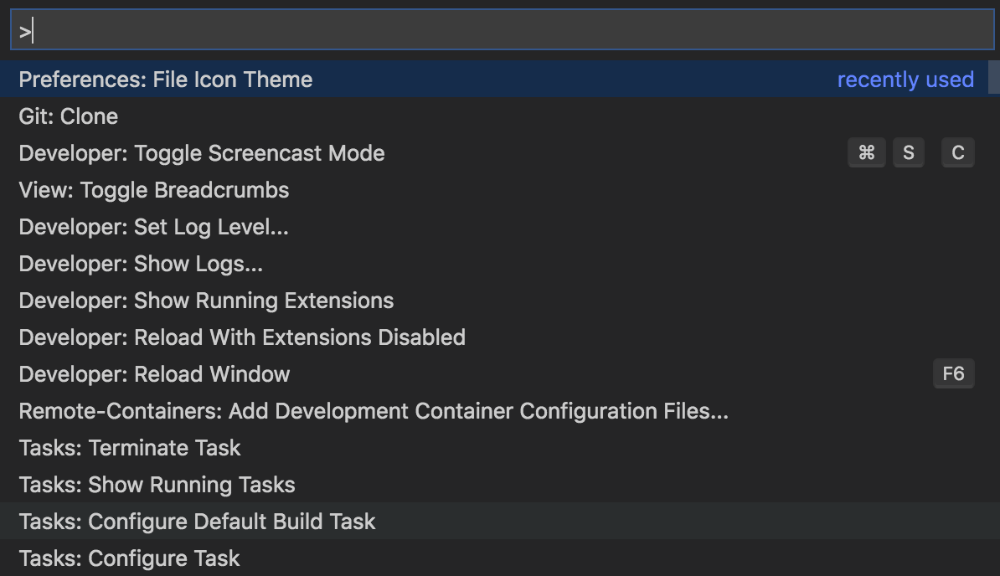 >
Preferences: File Icon Theme recently used
Git: Clone
Developer: Toggle Screencast Mode ⌘ S C
View: Toggle Breadcrumbs
Developer: Set Log Level...
Developer: Show Logs...
Developer: Show Running Extensions
Developer: Reload With Extensions Disabled
Developer: Reload Window F6
Remote-Containers: Add Development Container Configuration Files...
Tasks: Terminate Task
Tasks: Show Running Tasks
Tasks: Configure Default Build Task
Tasks: Configure Task